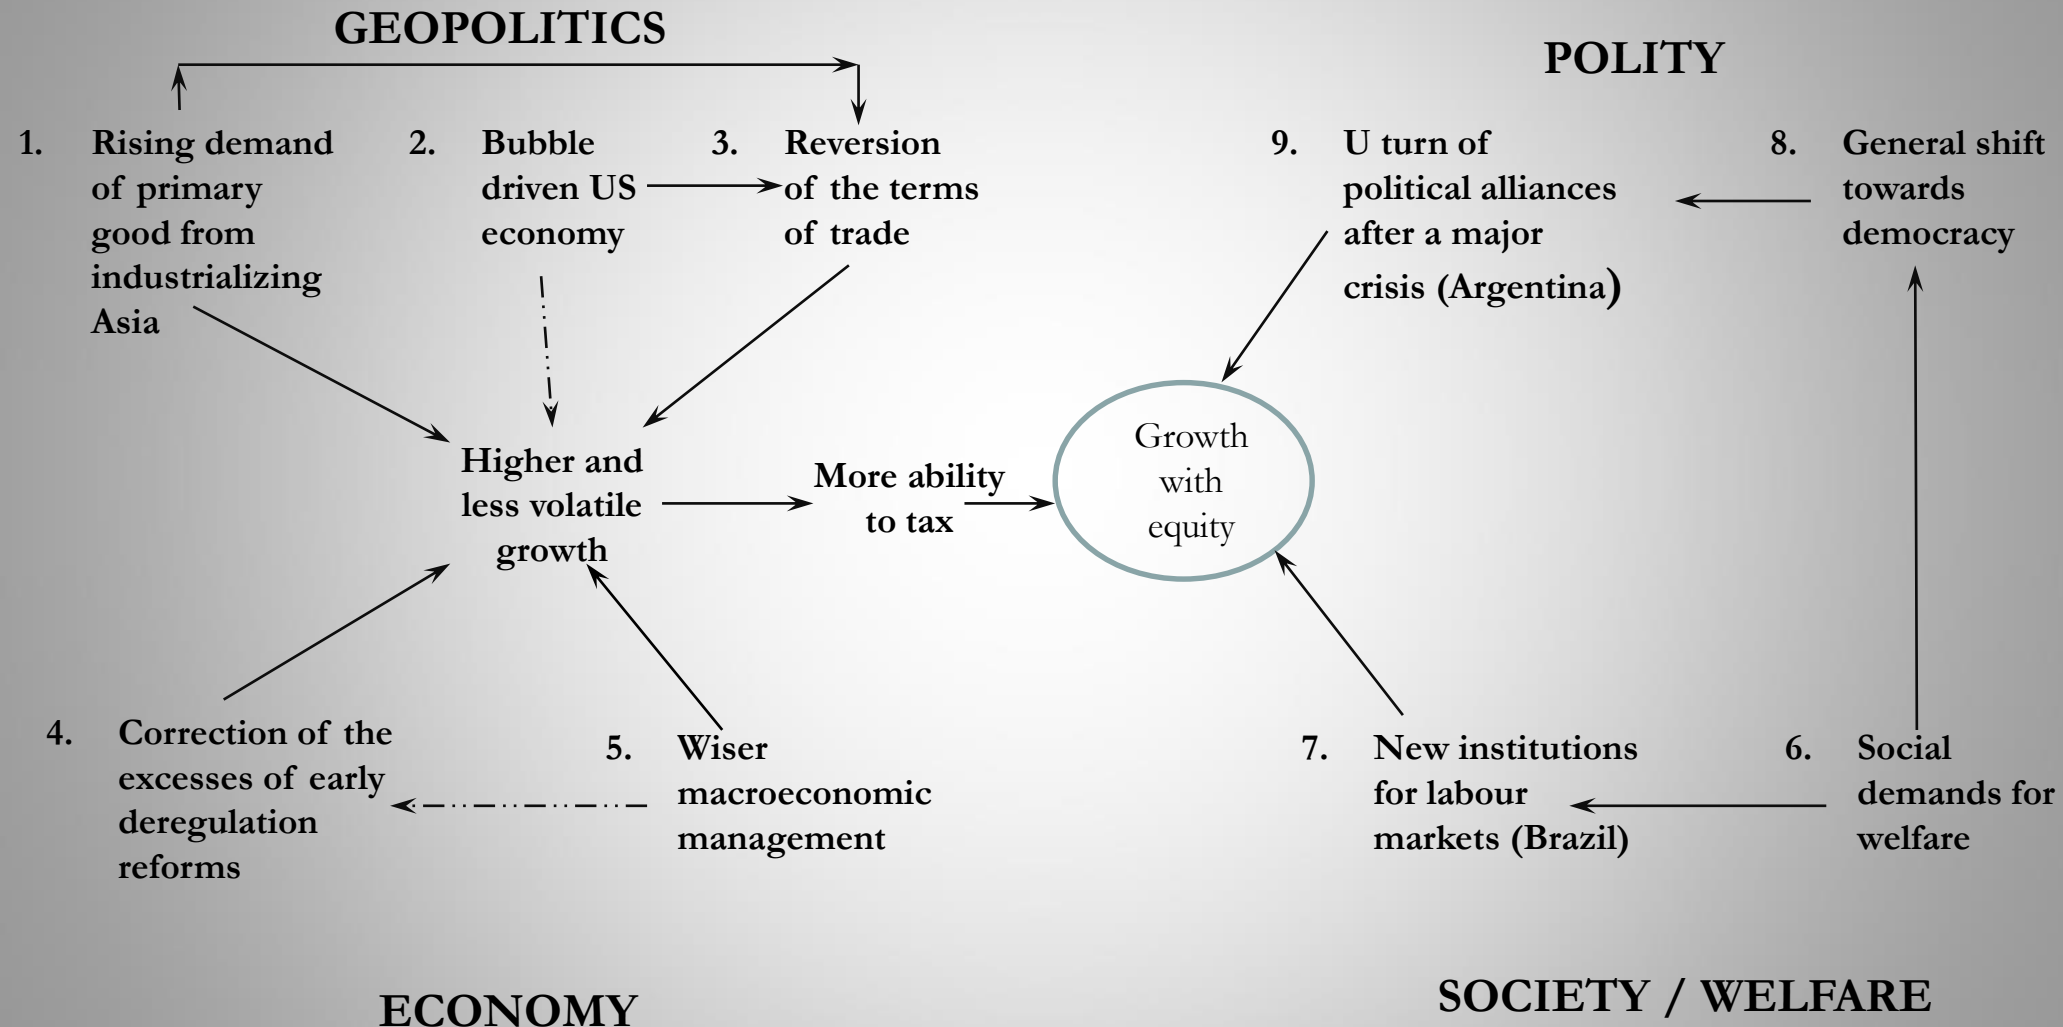 GEOPOLITICS
POLITY
1. Rising demand
of primary
good from
industrializing
Asia
2. Bubble
driven US
economy
3. Reversion
of the terms
of trade
9. U turn of
political alliances
after a major
crisis (Argentina)
8. General shift
towards
democracy
Higher and
less volatile
growth
More ability
to tax
Growth
with
equity
4. Correction of the
excesses of early
deregulation
reforms
5. Wiser
macroeconomic
management
7. New institutions
for labour
markets (Brazil)
6. Social
demands for
welfare
ECONOMY
SOCIETY / WELFARE